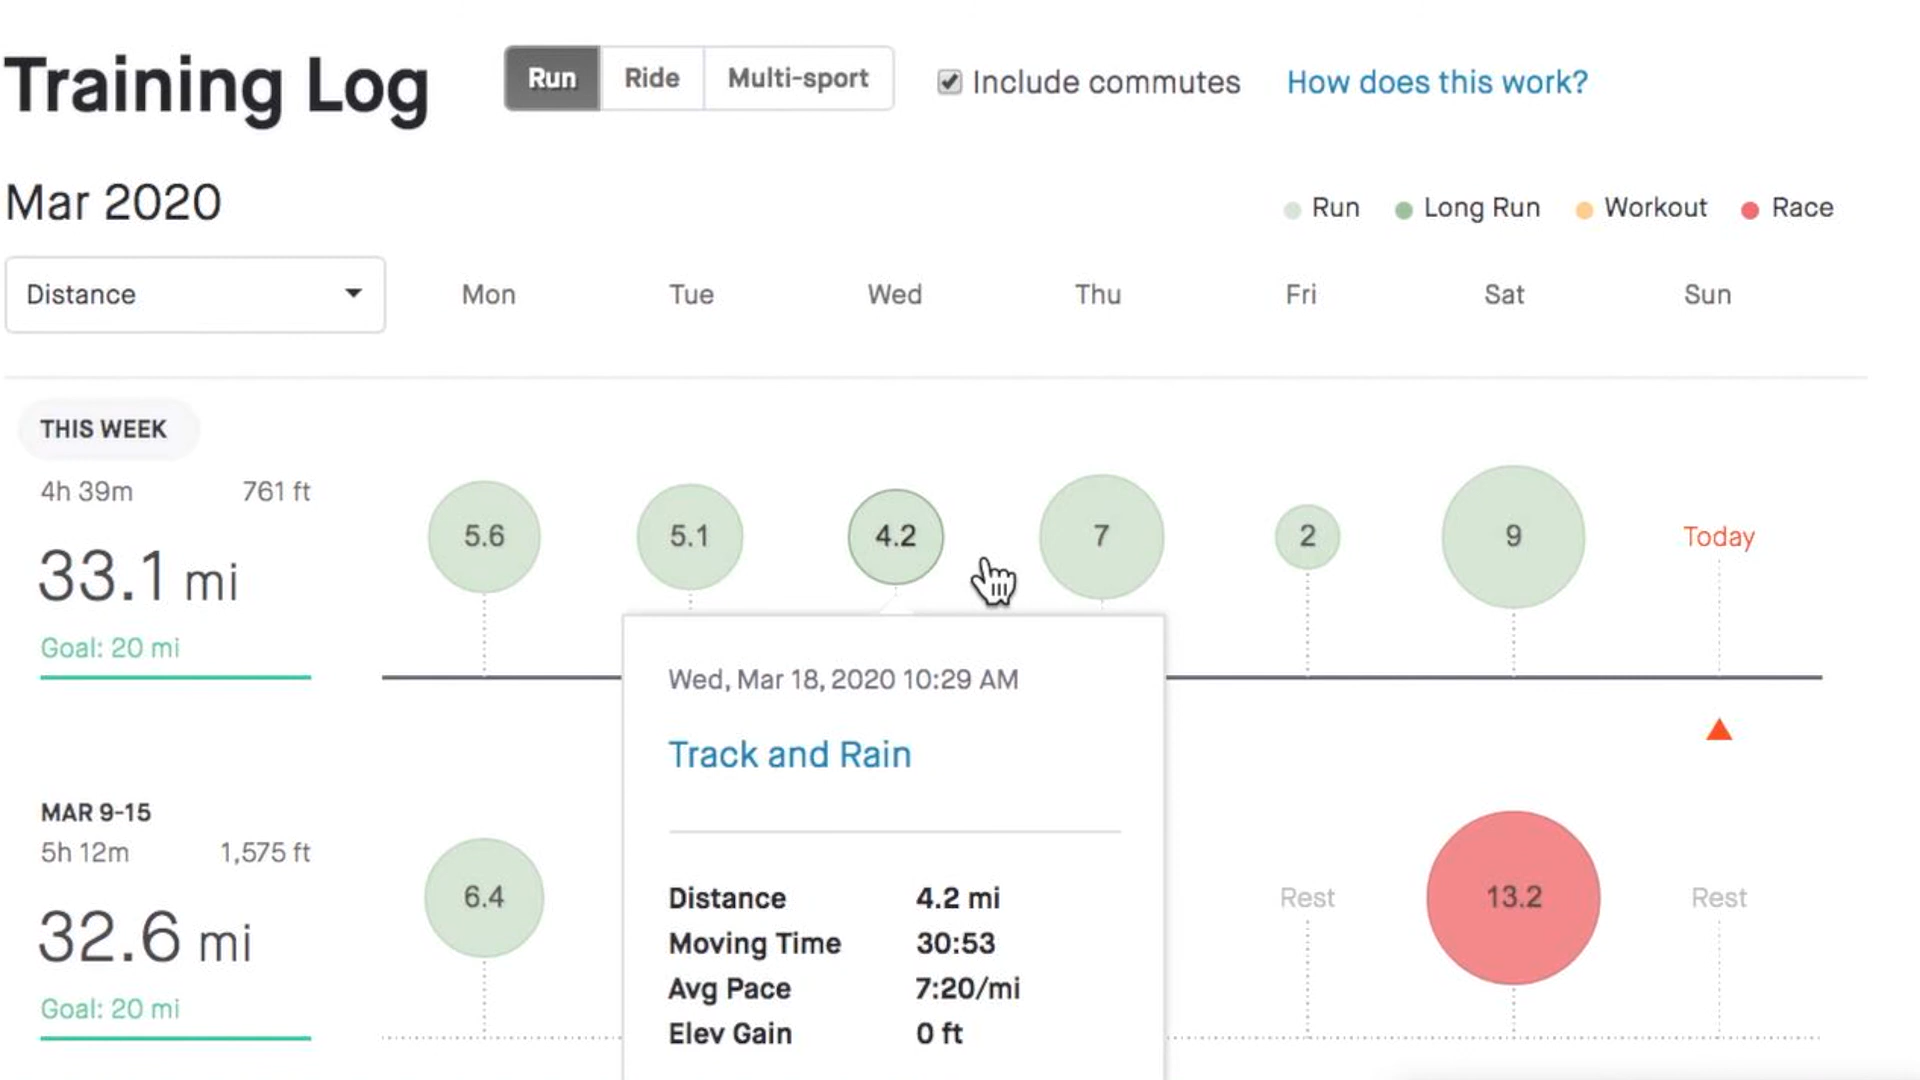 Training Log
Run Ride Multi-sport
Include commutes
How does this work?
Mar 2020
Run Long Run Workout Race
Distance
Mon Tue Wed Thu Fri Sat Sun
THIS WEEK
4h 39m 761 ft
33.1 mi
Goal: 20 mi
5.6 5.1 4.2 7 2 9 Today
Wed, Mar 18, 2020 10:29 AM
Track and Rain
Distance 4.2 mi
Moving Time 30:53
Avg Pace 7:20/mi
Elev Gain 0 ft
MAR 9-15
5h 12m 1,575 ft
32.6 mi
Goal: 20 mi
6.4 Rest 13.2 Rest